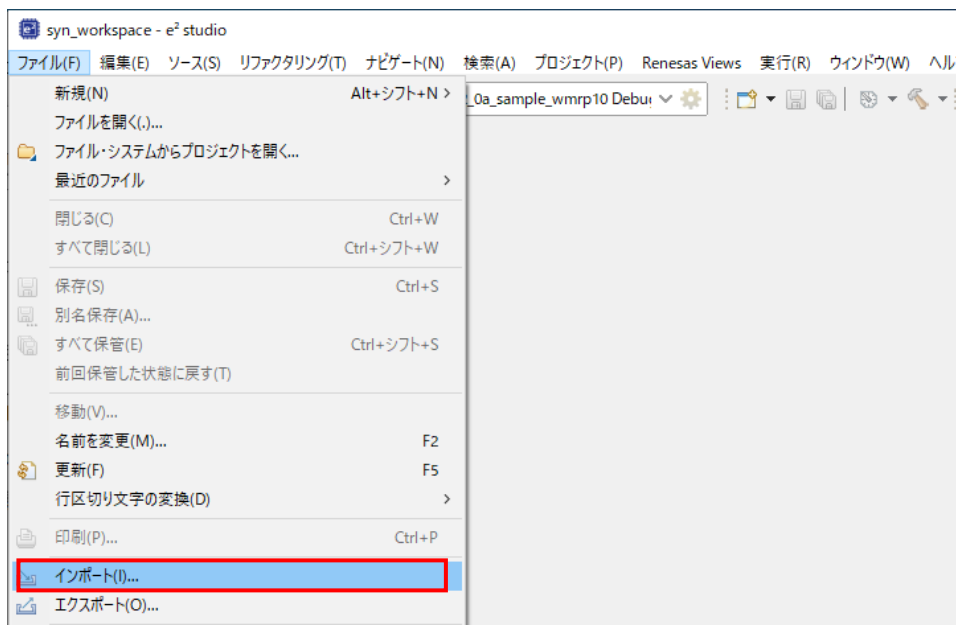 syn_workspace - e² studio
ファイル(F) 編集(E) ソース(S) リファクタリング(T) ナビゲート(N) 検索(A) プロジェクト(P) Renesas Views 実行(R) ウィンドウ(W) ヘル
新規(N) Alt+シフト+N >
_0a_sample_wmrp10 Debu
ファイルを開く(.)...
ファイル・システムからプロジェクトを開く...
最近のファイル >
閉じる(C) Ctrl+W
すべて閉じる(L) Ctrl+シフト+W
保存(S) Ctrl+S
別名保存(A)...
すべて保管(E) Ctrl+シフト+S
前回保管した状態に戻す(T)
移動(V)...
名前を変更(M)... F2
更新(F) F5
行区切り文字の変換(D) >
印刷(P)... Ctrl+P
インポート(I)...
エクスポート(O)...